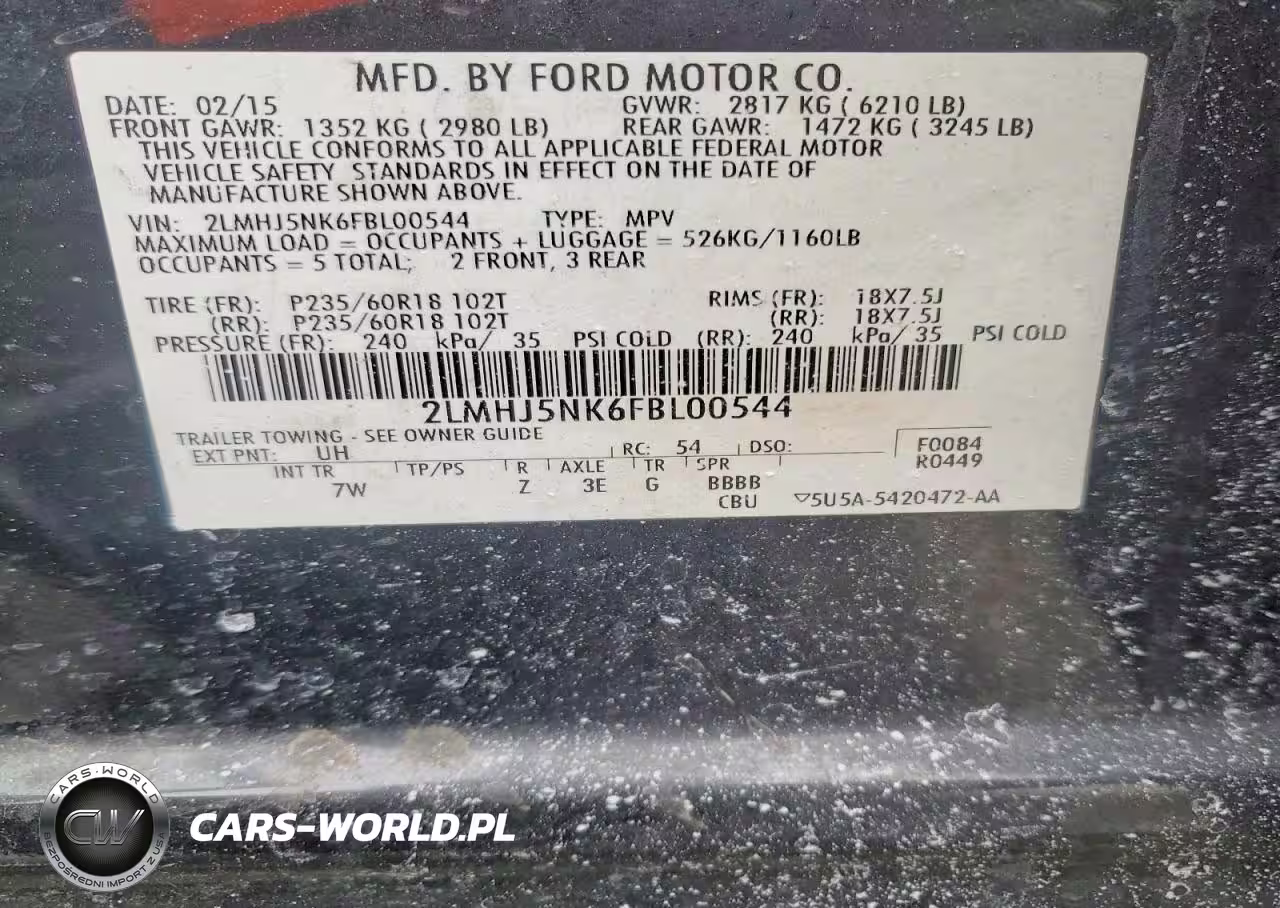 MFD. BY FORD MOTOR CO.
DATE: 02/15 GVWR: 2817 KG ( 6210 LB)
FRONT GAWR: 1352 KG ( 2980 LB) REAR GAWR: 1472 KG ( 3245 LB)
THIS VEHICLE CONFORMS TO ALL APPLICABLE FEDERAL MOTOR
VEHICLE SAFETY STANDARDS IN EFFECT ON THE DATE OF
MANUFACTURE SHOWN ABOVE.
VIN: 2LMHJ5NK6FBL00544 TYPE: MPV
MAXIMUM LOAD = OCCUPANTS + LUGGAGE = 526KG/1160LB
OCCUPANTS = 5 TOTAL; 2 FRONT, 3 REAR
TIRE (FR): P235/60R18 102T RIMS (FR): 18X7.5J
(RR): P235/60R18 102T (RR): 18X7.5J
PRESSURE (FR): 240 kPa/ 35 PSI COLD (RR): 240 kPa/ 35 PSI COLD
2LMHJ5NK6FBL00544
TRAILER TOWING - SEE OWNER GUIDE
EXT PNT: UH RC: 54 DSO: F0084
R0449
INT TR TP/PS R AXLE TR SPR
7W Z 3E G BBBB
CBU ▽5U5A-5420472-AA
CARS-WORLD
CW
BEZPOŚREDNI IMPORT Z USA
CARS-WORLD.PL